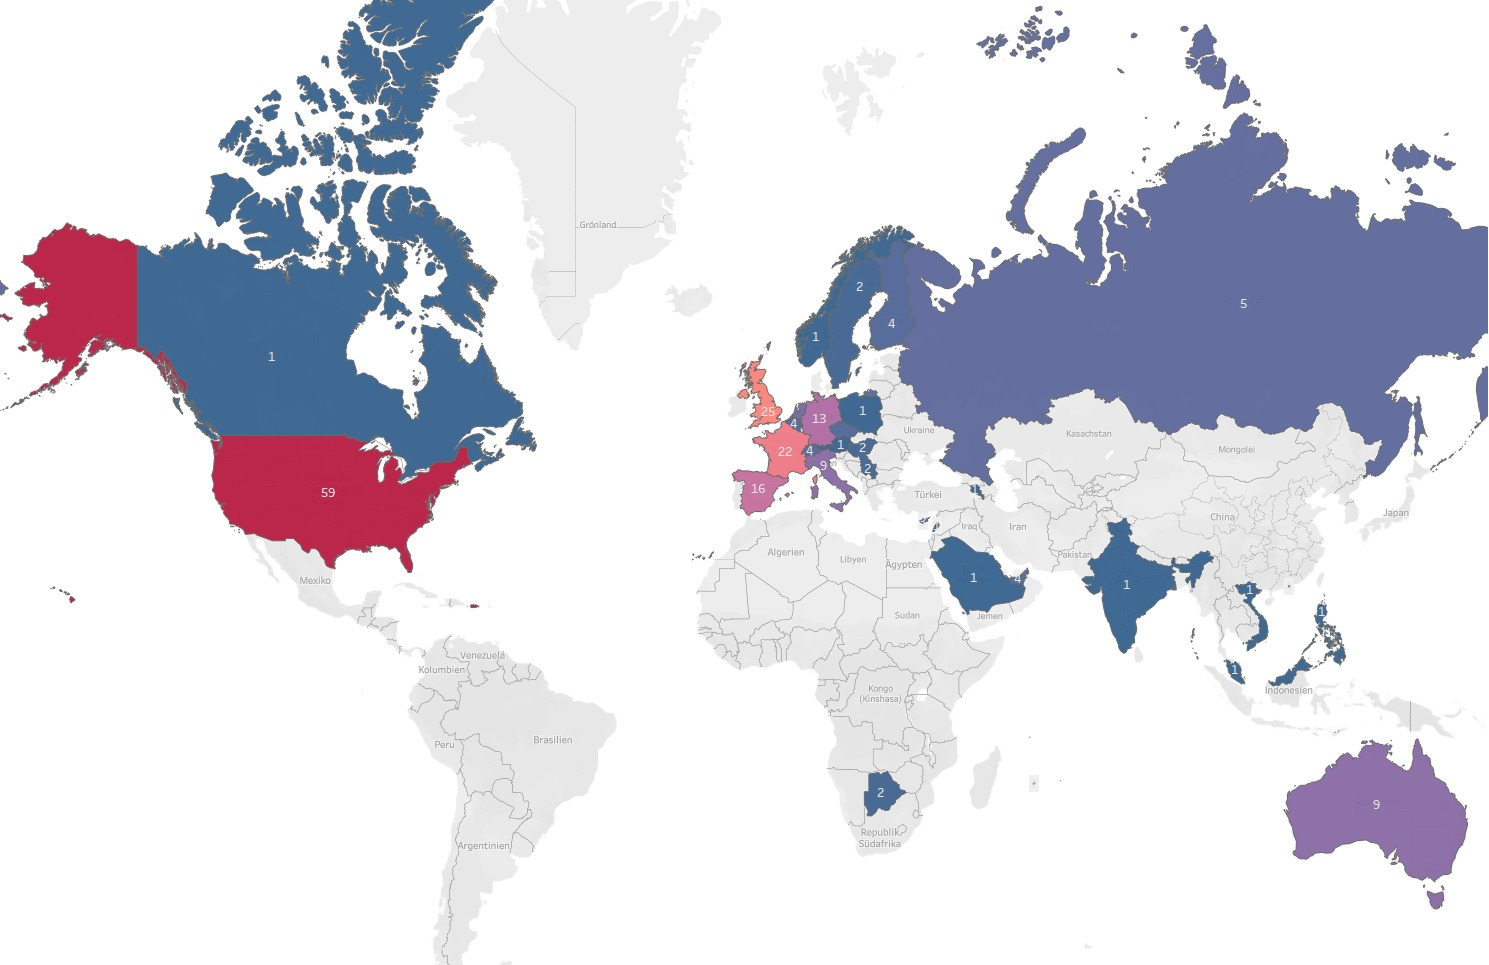 Grönland
5
2
4
1
1
25
4
13
1
Ukraine
Kasachstan
Mongolei
22
4
1
2
9
2
59
16
1
Türkei
China
Japan
Algerien
Libyen
Ägypten
Iraq
Iran
Pakistan
Mexiko
1
4
1
1
1
Sudan
Jemen
Venezuela
Kolumbien
1
Kongo
(Kinshasa)
Indonesien
Peru
Brasilien
2
9
Republik
Südafrika
Argentinien